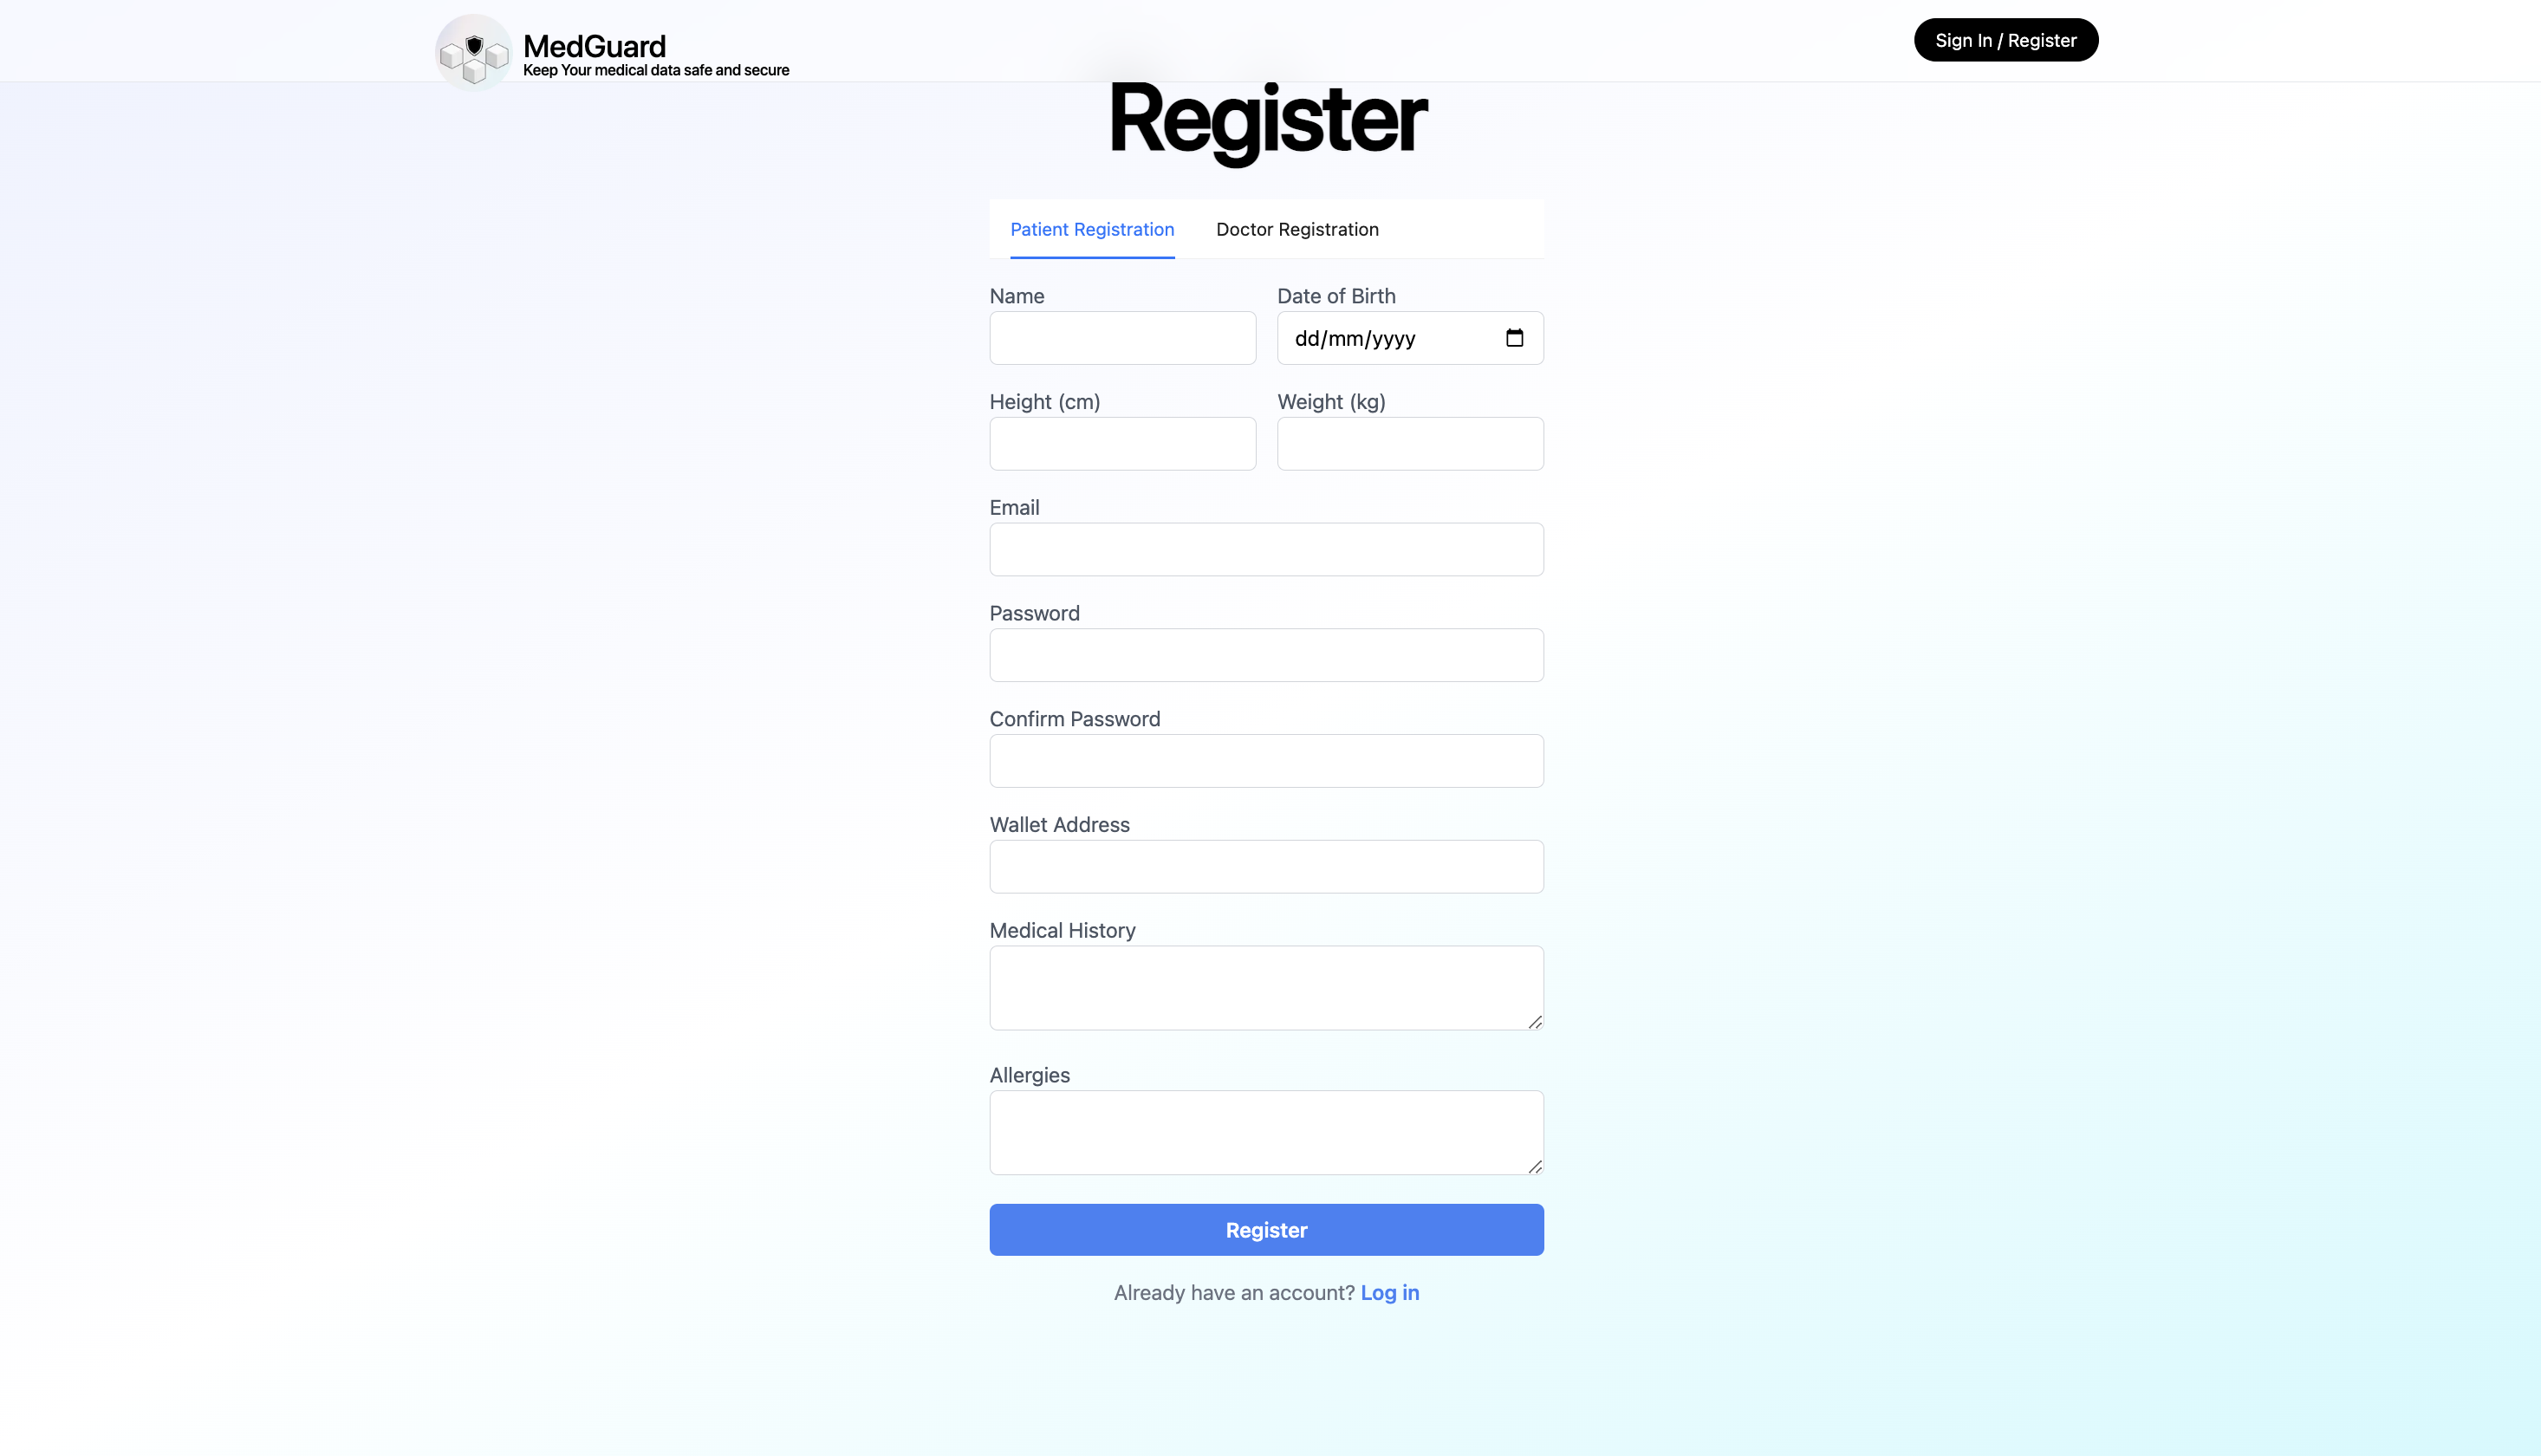 MedGuard
Keep Your medical data safe and secure
Sign In / Register
Register
Patient Registration Doctor Registration
Name Date of Birth
dd/mm/yyyy
Height (cm) Weight (kg)
Email
Password
Confirm Password
Wallet Address
Medical History
Allergies
Register
Already have an account? Log in